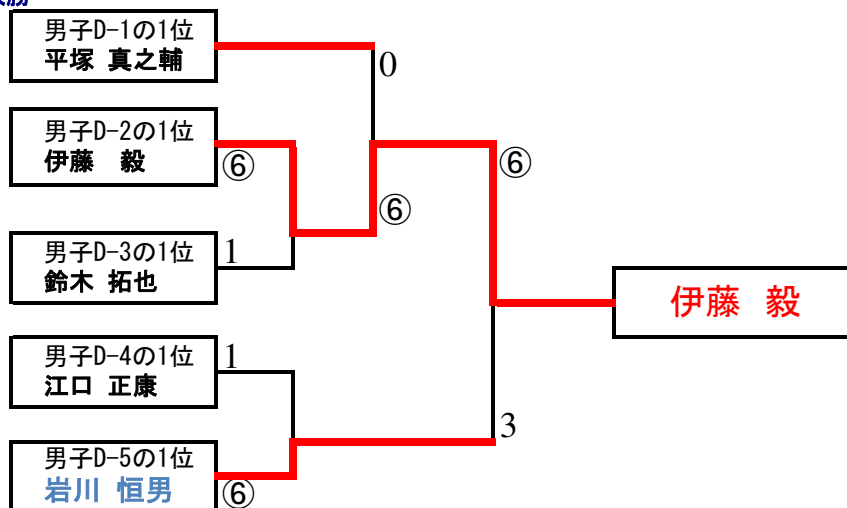 男子D-1の1位
平塚 真之輔
0
男子D-2の1位
伊藤 毅
⑥
⑥
⑥
男子D-3の1位
鈴木 拓也
1
伊藤 毅
男子D-4の1位
江口 正康
1
3
男子D-5の1位
岩川 恒男
⑥